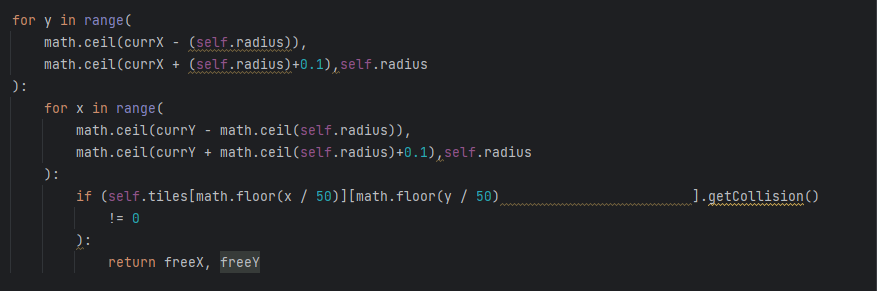 for y in range(
    math.ceil(currX - (self.radius)),
    math.ceil(currX + (self.radius)+0.1),self.radius
):
    for x in range(
        math.ceil(currY - math.ceil(self.radius)),
        math.ceil(currY + math.ceil(self.radius)+0.1),self.radius
    ):
        if (self.tiles[math.floor(x / 50)][math.floor(y / 50)                        ].getCollision()
            != 0
        ):
            return freeX, freeY